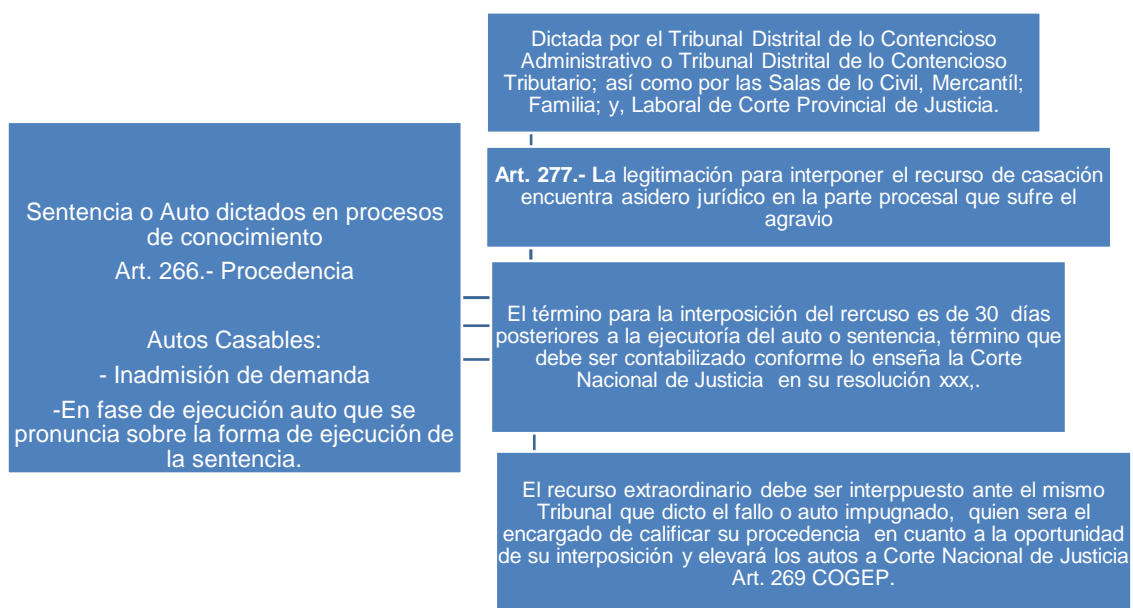 Dictada por el Tribunal Distrital de lo Contencioso
Administrativo o Tribunal Distrital de lo Contencioso
Tributario; así como por las Salas de lo Civil, Mercantíl;
Familia; y, Laboral de Corte Provincial de Justicia.
Sentencia o Auto dictados en procesos
de conocimiento
Art. 266.- Procedencia
Autos Casables:
- Inadmisión de demanda
-En fase de ejecución auto que se
pronuncia sobre la forma de ejecución de
la sentencia.
Art. 277.- La legitimación para interponer el recurso de casación
encuentra asidero jurídico en la parte procesal que sufre el
agravio
El término para la interposición del rercuso es de 30 días
posteriores a la ejecutoría del auto o sentencia, término que
debe ser contabilizado conforme lo enseña la Corte
Nacional de Justicia en su resolución xxx,.
El recurso extraordinario debe ser interppuesto ante el mismo
Tribunal que dicto el fallo o auto impugnado, quien sera el
encargado de calificar su procedencia en cuanto a la oportunidad
de su interposición y elevará los autos a Corte Nacional de Justicia
Art. 269 COGEP.